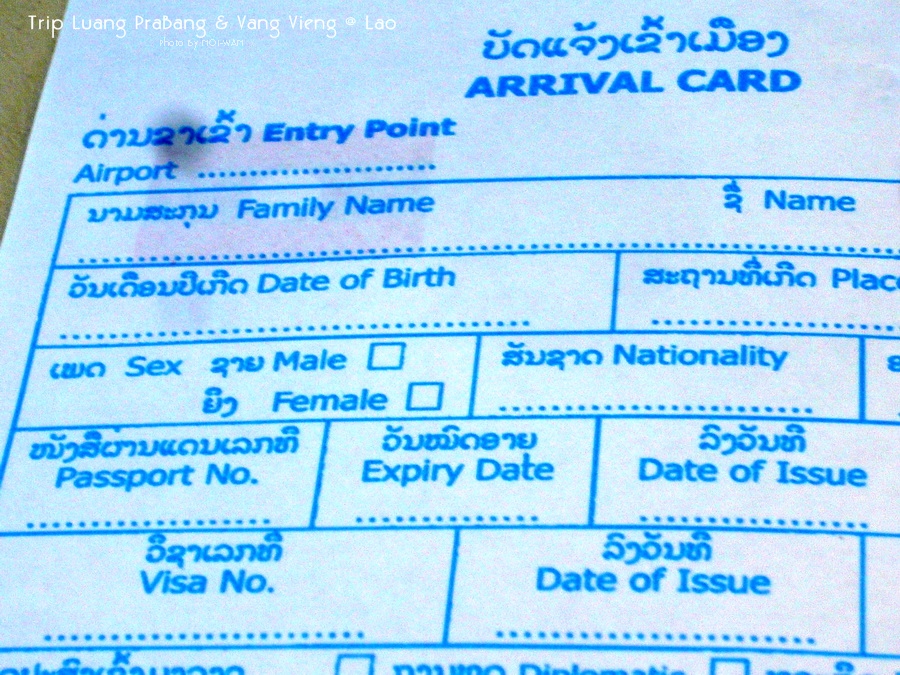 Trip Luang PraBang & Vang Vieng @ Lao
Photo By MOI-WAM
ບັດແຈ້ງເຂົ້າເມືອງ
ARRIVAL CARD
ດ່ານຂາເຂົ້າ Entry Point
Airport ........................
ນາມສະກຸນ Family Name ຊື່ Name
ວັນເດືອນປີເກີດ Date of Birth ສະຖານທີ່ເກີດ
ເພດ Sex ຊາຍ Male ສັນຊາດ Nationality
ຍິງ Female
ໜັງສືຜ່ານແດນເລກທີ ວັນໝົດອາຍຸ ລົງວັນທີ
Passport No. Expiry Date Date of Issue
ວີຊາເລກທີ ລົງວັນທີ
Visa No. Date of Issue
Diplomatic